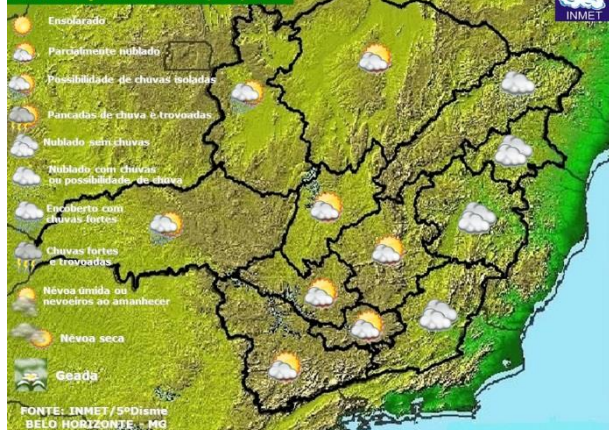 INMET
Ensolarado
Parcialmente nublado
Possibilidade de chuvas isoladas
Pancadas de chuva e trovoadas
Nublado sem chuvas
Nublado com chuvas
ou possibilidade de chuva
Encoberto com
chuvas fortes
Chuvas fortes
e trovoadas
Névoa úmida ou
nevoeiros ao amanhecer
Névoa seca
Geada
FONTE: INMET/5ºDisme
BELO HORIZONTE - MG